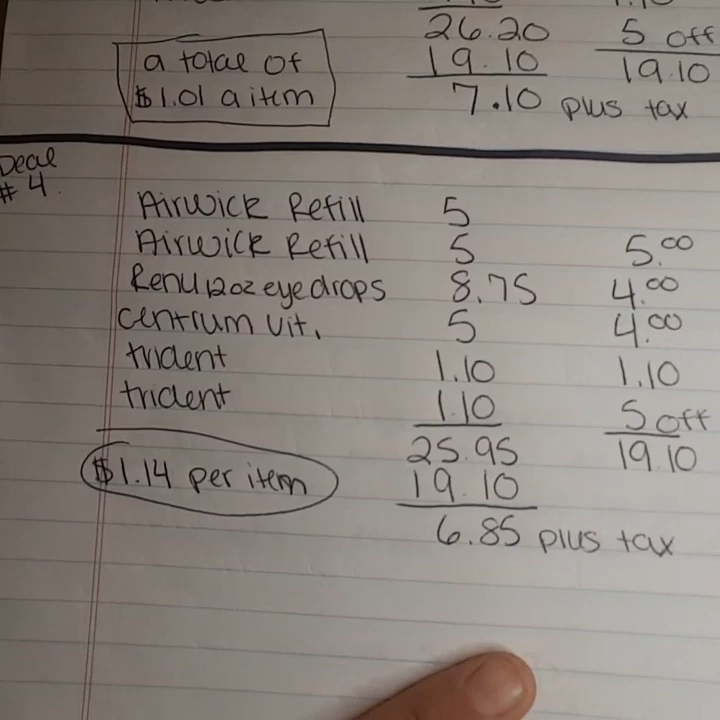 26.20 5 off
a total of 19.10 19.10
$1.01 a item 7.10 plus tax
Deal
#4.
Airwick Refill 5
Airwick Refill 5 5.00
Renu 12oz eye drops 8.75 4.00
centrum vit. 5 4.00
trident 1.10 1.10
trident 1.10 5 off
25.95 19.10
$1.14 per item 19.10
6.85 plus tax